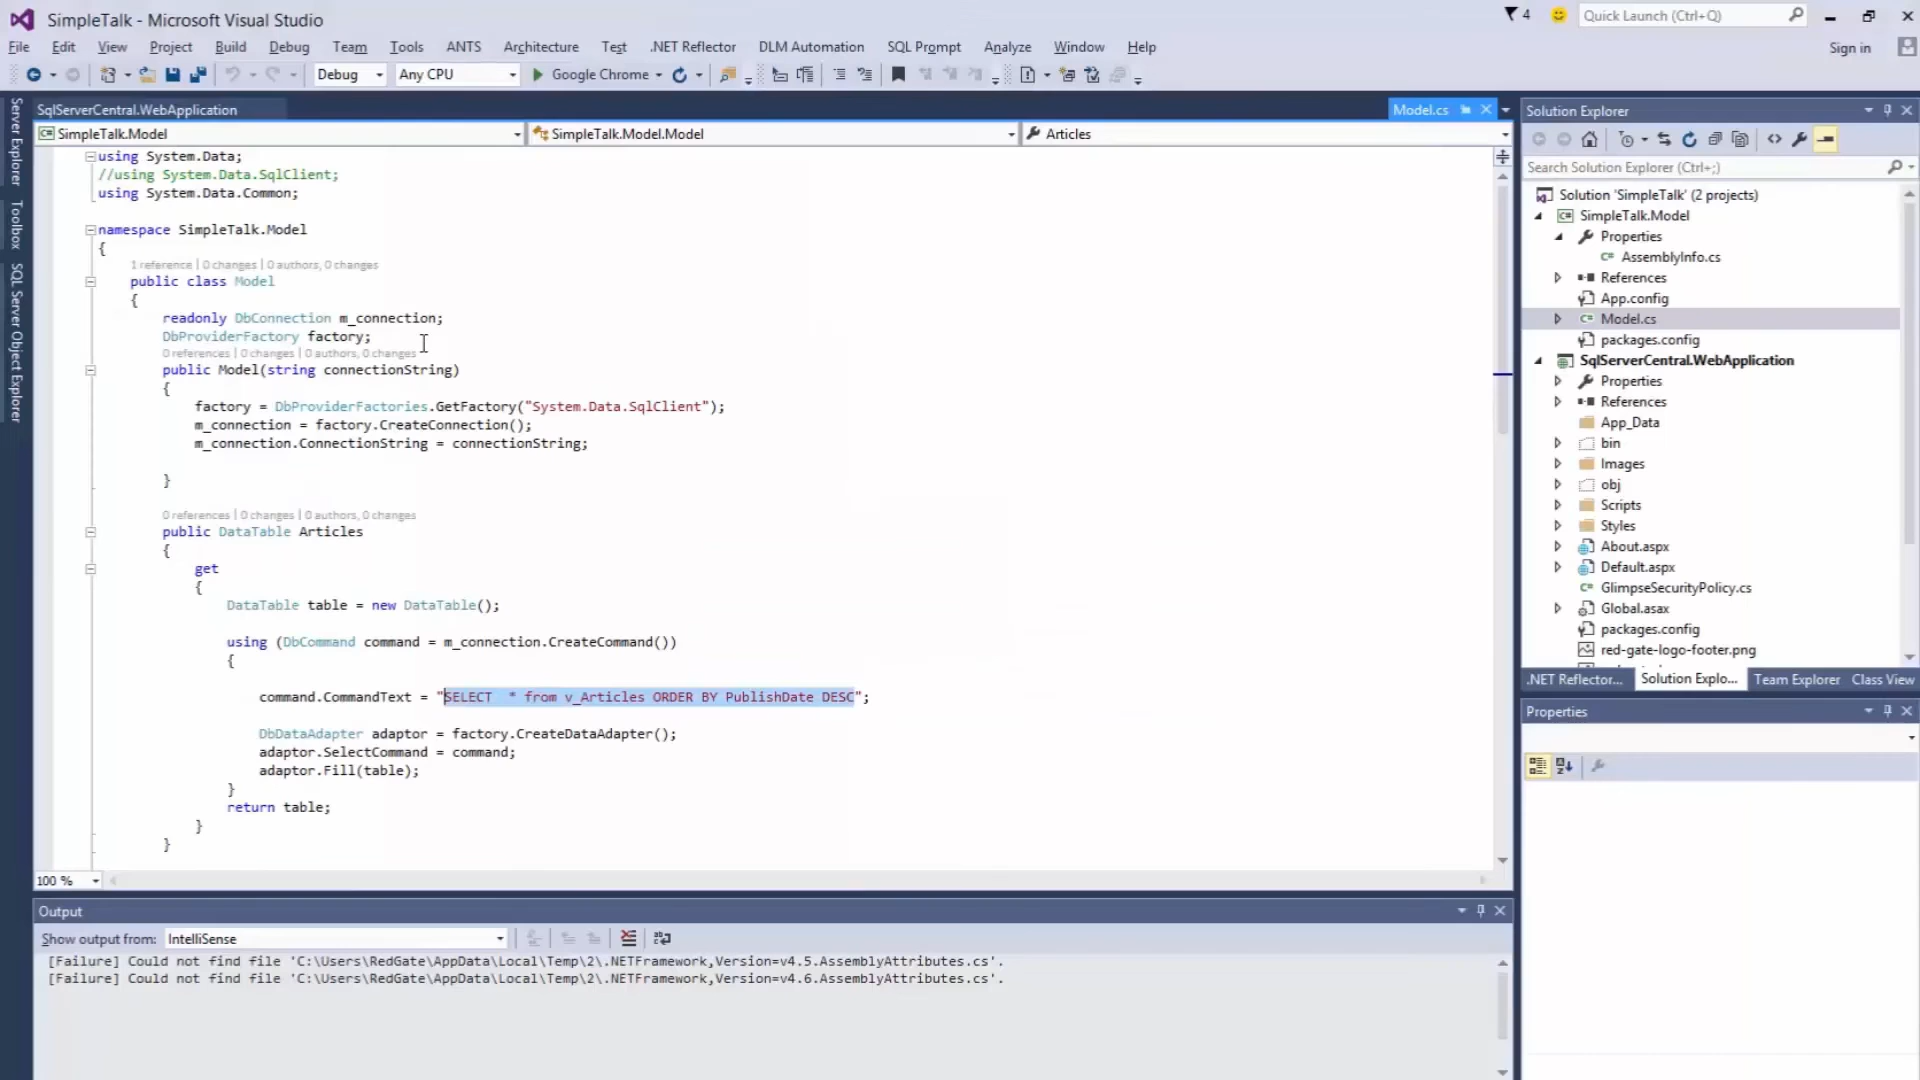 SimpleTalk - Microsoft Visual Studio
4
Quick Launch (Ctrl+Q)
File Edit View Project Build Debug Team Tools ANTS Architecture Test .NET Reflector DLM Automation SQL Prompt Analyze Window Help
Sign in
Debug Any CPU Google Chrome
Server Explorer
Toolbox
SQL Server Object Explorer
SqlServerCentral.WebApplication
Model.cs
SimpleTalk.Model
SimpleTalk.Model.Model
Articles
using System.Data;
//using System.Data.SqlClient;
using System.Data.Common;
namespace SimpleTalk.Model
{
1 reference | 0 changes | 0 authors, 0 changes
public class Model
{
readonly DbConnection m_connection;
DbProviderFactory factory;
0 references | 0 changes | 0 authors, 0 changes
public Model(string connectionString)
{
factory = DbProviderFactories.GetFactory("System.Data.SqlClient");
m_connection = factory.CreateConnection();
m_connection.ConnectionString = connectionString;
}
0 references | 0 changes | 0 authors, 0 changes
public DataTable Articles
{
get
{
DataTable table = new DataTable();
using (DbCommand command = m_connection.CreateCommand())
{
command.CommandText = "SELECT  * from v_Articles ORDER BY PublishDate DESC";
DbDataAdapter adaptor = factory.CreateDataAdapter();
adaptor.SelectCommand = command;
adaptor.Fill(table);
}
return table;
}
}
100 %
Output
Show output from: IntelliSense
[Failure] Could not find file 'C:\Users\RedGate\AppData\Local\Temp\2\.NETFramework,Version=v4.5.AssemblyAttributes.cs'.
[Failure] Could not find file 'C:\Users\RedGate\AppData\Local\Temp\2\.NETFramework,Version=v4.6.AssemblyAttributes.cs'.
Solution Explorer
Search Solution Explorer (Ctrl+;)
Solution 'SimpleTalk' (2 projects)
SimpleTalk.Model
Properties
AssemblyInfo.cs
References
App.config
Model.cs
packages.config
SqlServerCentral.WebApplication
Properties
References
App_Data
bin
Images
obj
Scripts
Styles
About.aspx
Default.aspx
GlimpseSecurityPolicy.cs
Global.asax
packages.config
red-gate-logo-footer.png
.NET Reflector... Solution Explo... Team Explorer Class View
Properties